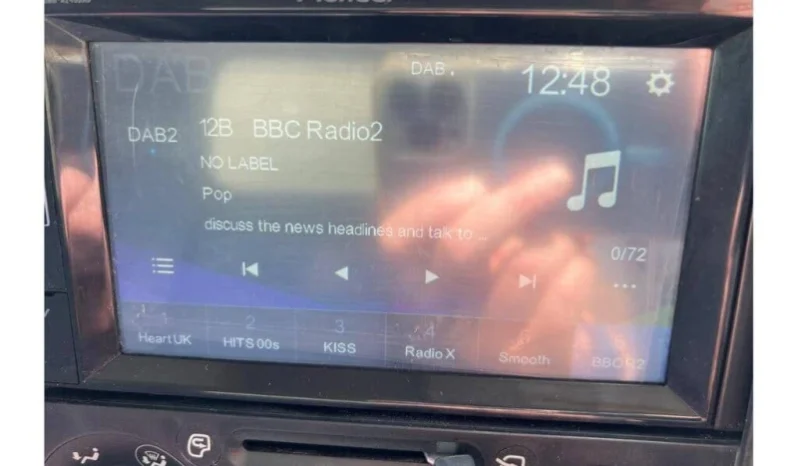 DAB
DAB
12:48
DAB2
12B BBC Radio2
NO LABEL
Pop
discuss the news headlines and talk to ...
0/72
...
1 2 3 4
Heart UK HITS 00s KISS Radio X Smooth BBC R2